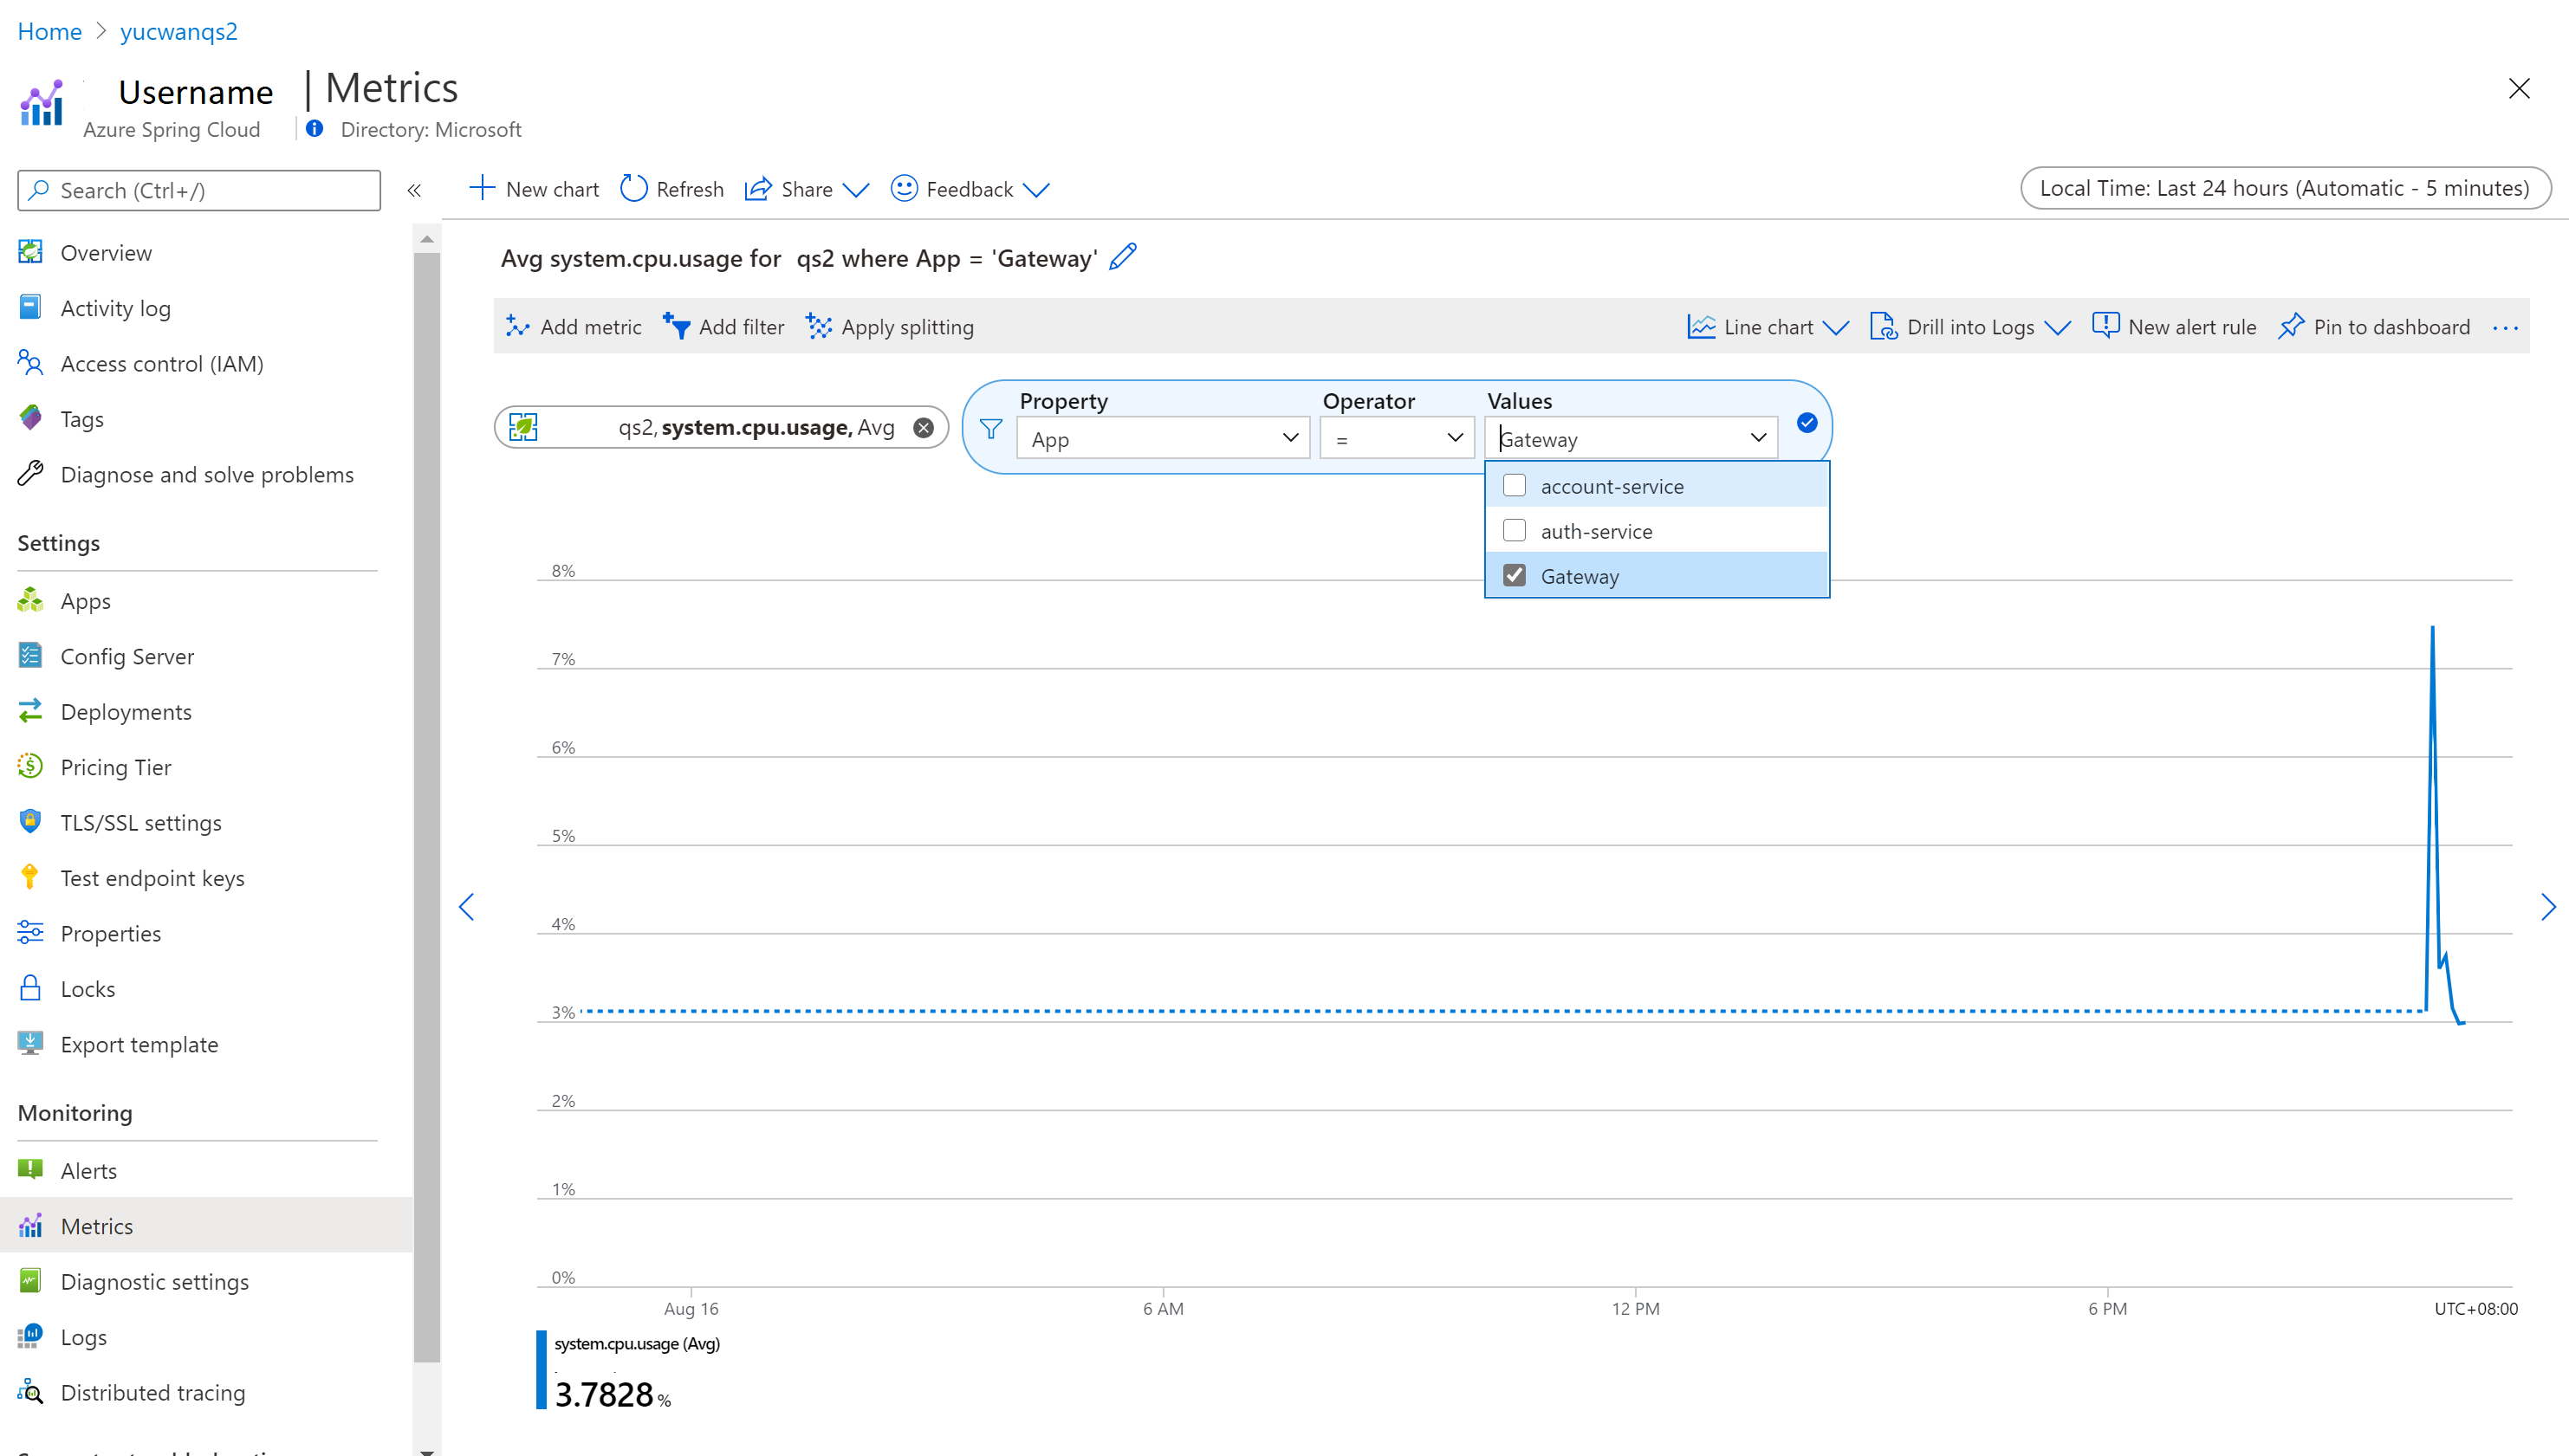 Home > yucwanqs2
Username | Metrics
Azure Spring Cloud
Directory: Microsoft
Search (Ctrl+/)
«
New chart
Refresh
Share
Feedback
Local Time: Last 24 hours (Automatic - 5 minutes)
Overview
Activity log
Access control (IAM)
Tags
Diagnose and solve problems
Settings
Apps
Config Server
Deployments
Pricing Tier
TLS/SSL settings
Test endpoint keys
Properties
Locks
Export template
Monitoring
Alerts
Metrics
Diagnostic settings
Logs
Distributed tracing
Avg system.cpu.usage for qs2 where App = 'Gateway'
Add metric
Add filter
Apply splitting
Line chart
Drill into Logs
New alert rule
Pin to dashboard
...
qs2, system.cpu.usage, Avg
Property
Operator
Values
App
=
Gateway
account-service
auth-service
Gateway
8%
7%
6%
5%
4%
3%
2%
1%
0%
Aug 16
6 AM
12 PM
6 PM
UTC+08:00
system.cpu.usage (Avg)
3.7828 %